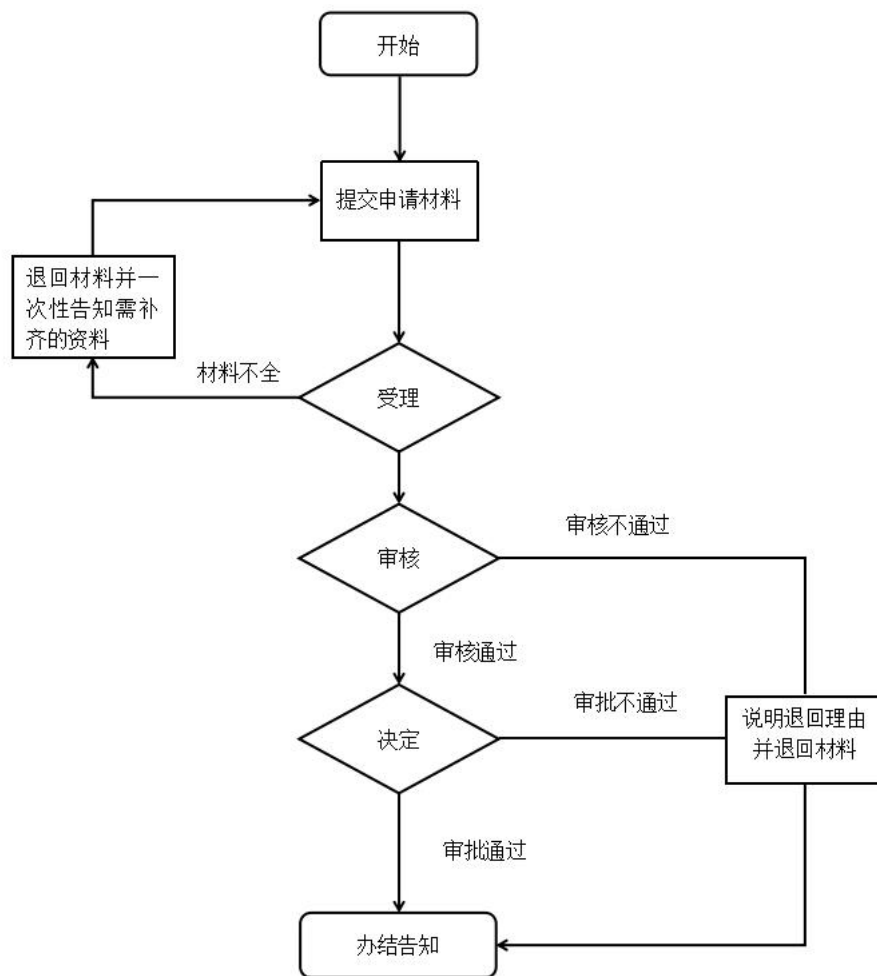 开始
提交申请材料
退回材料并一
次性告知需补
齐的资料
材料不全
受理
审核不通过
审核
审核通过
审批不通过
说明退回理由
并退回材料
决定
审批通过
办结告知